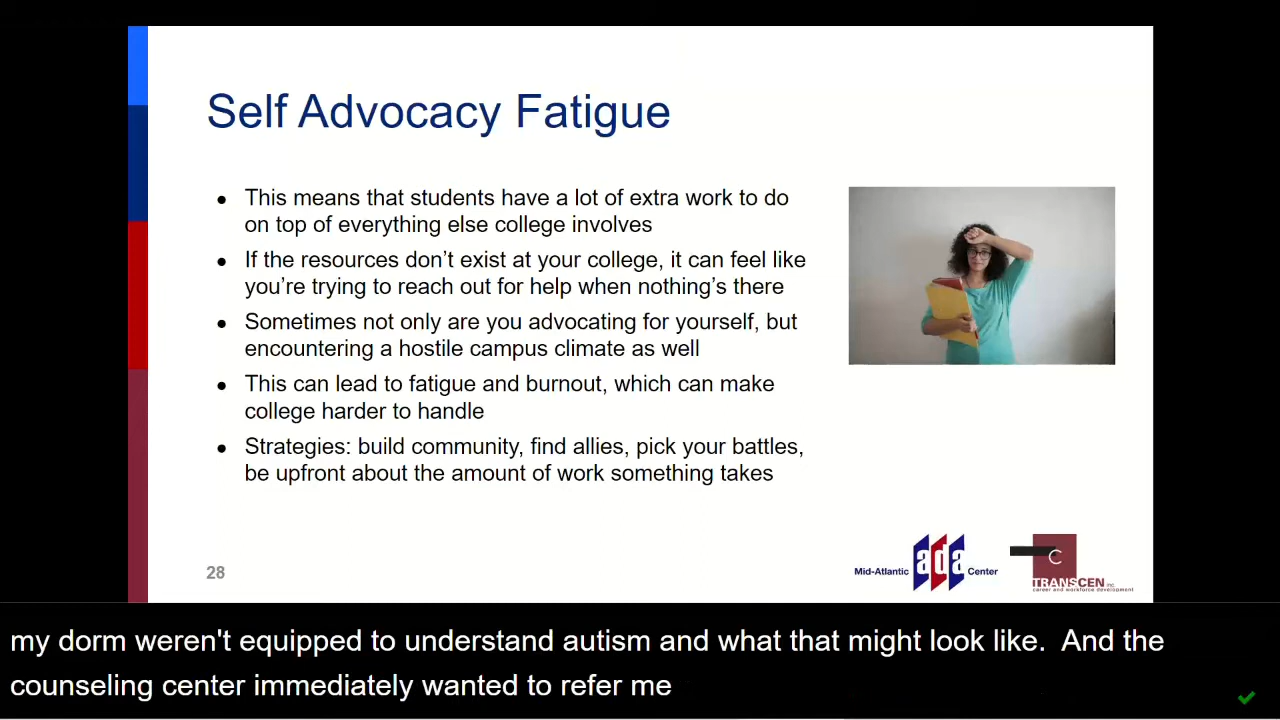 Self Advocacy Fatigue
● This means that students have a lot of extra work to do
on top of everything else college involves
● If the resources don’t exist at your college, it can feel like
you’re trying to reach out for help when nothing’s there
● Sometimes not only are you advocating for yourself, but
encountering a hostile campus climate as well
● This can lead to fatigue and burnout, which can make
college harder to handle
● Strategies: build community, find allies, pick your battles,
be upfront about the amount of work something takes
28
Mid-Atlantic ada Center
C
TRANSCEN inc.
career and workforce development
my dorm weren't equipped to understand autism and what that might look like.  And the
counseling center immediately wanted to refer me